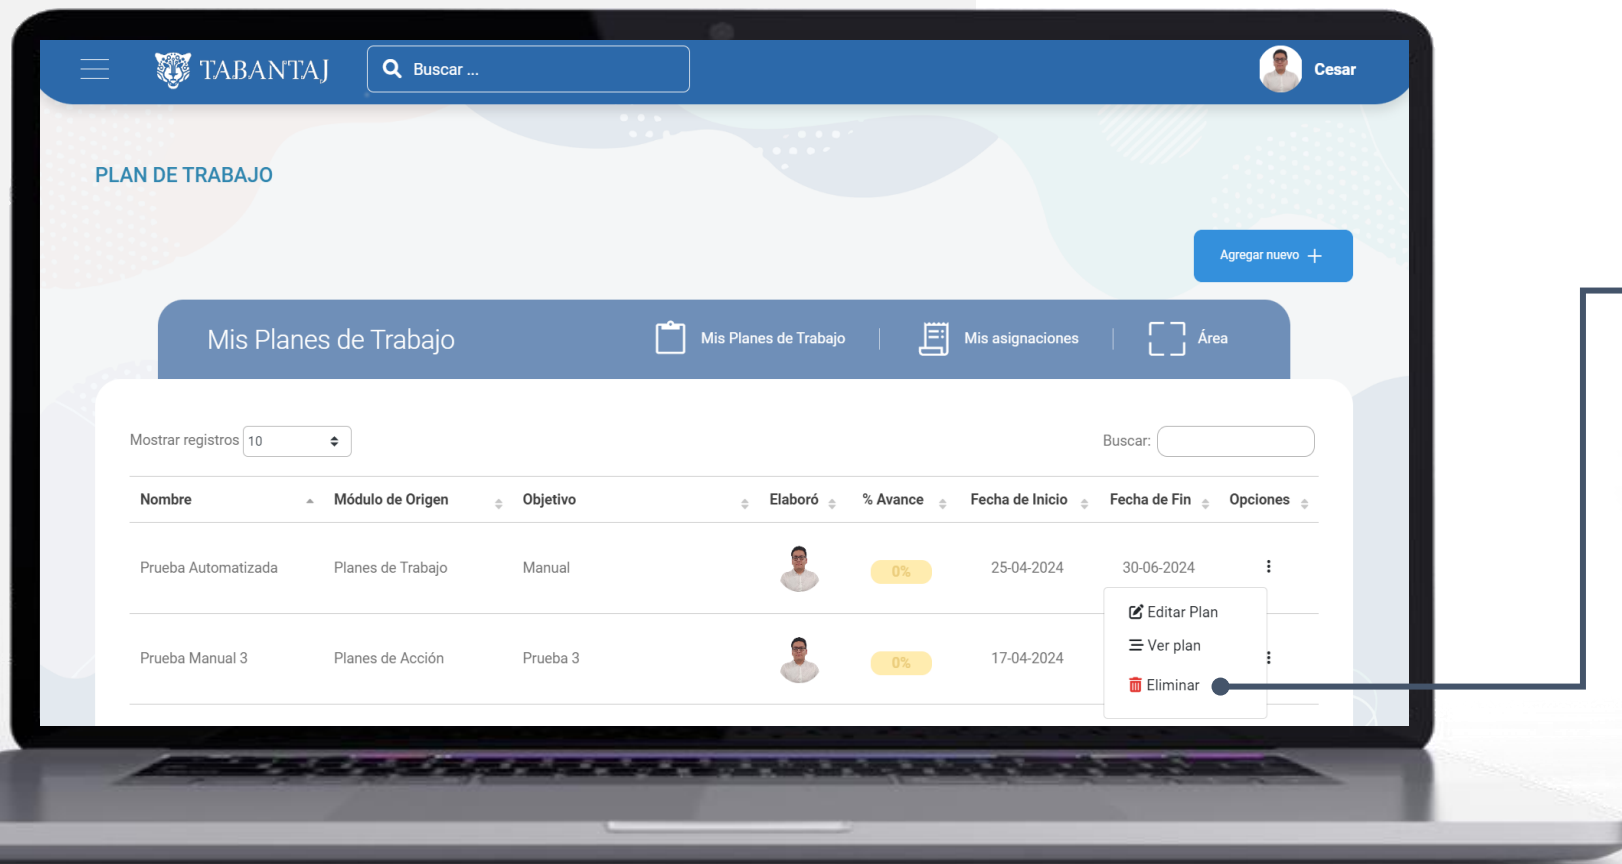 TABANTAJ
Buscar ...
Cesar
PLAN DE TRABAJO
Agregar nuevo
Mis Planes de Trabajo
Mis Planes de Trabajo
Mis asignaciones
Área
Mostrar registros 10
Buscar:
Nombre Módulo de Origen Objetivo Elaboró % Avance Fecha de Inicio Fecha de Fin Opciones
Prueba Automatizada Planes de Trabajo Manual 0% 25-04-2024 30-06-2024
Editar Plan
Ver plan
Prueba Manual 3 Planes de Acción Prueba 3 0% 17-04-2024
Eliminar